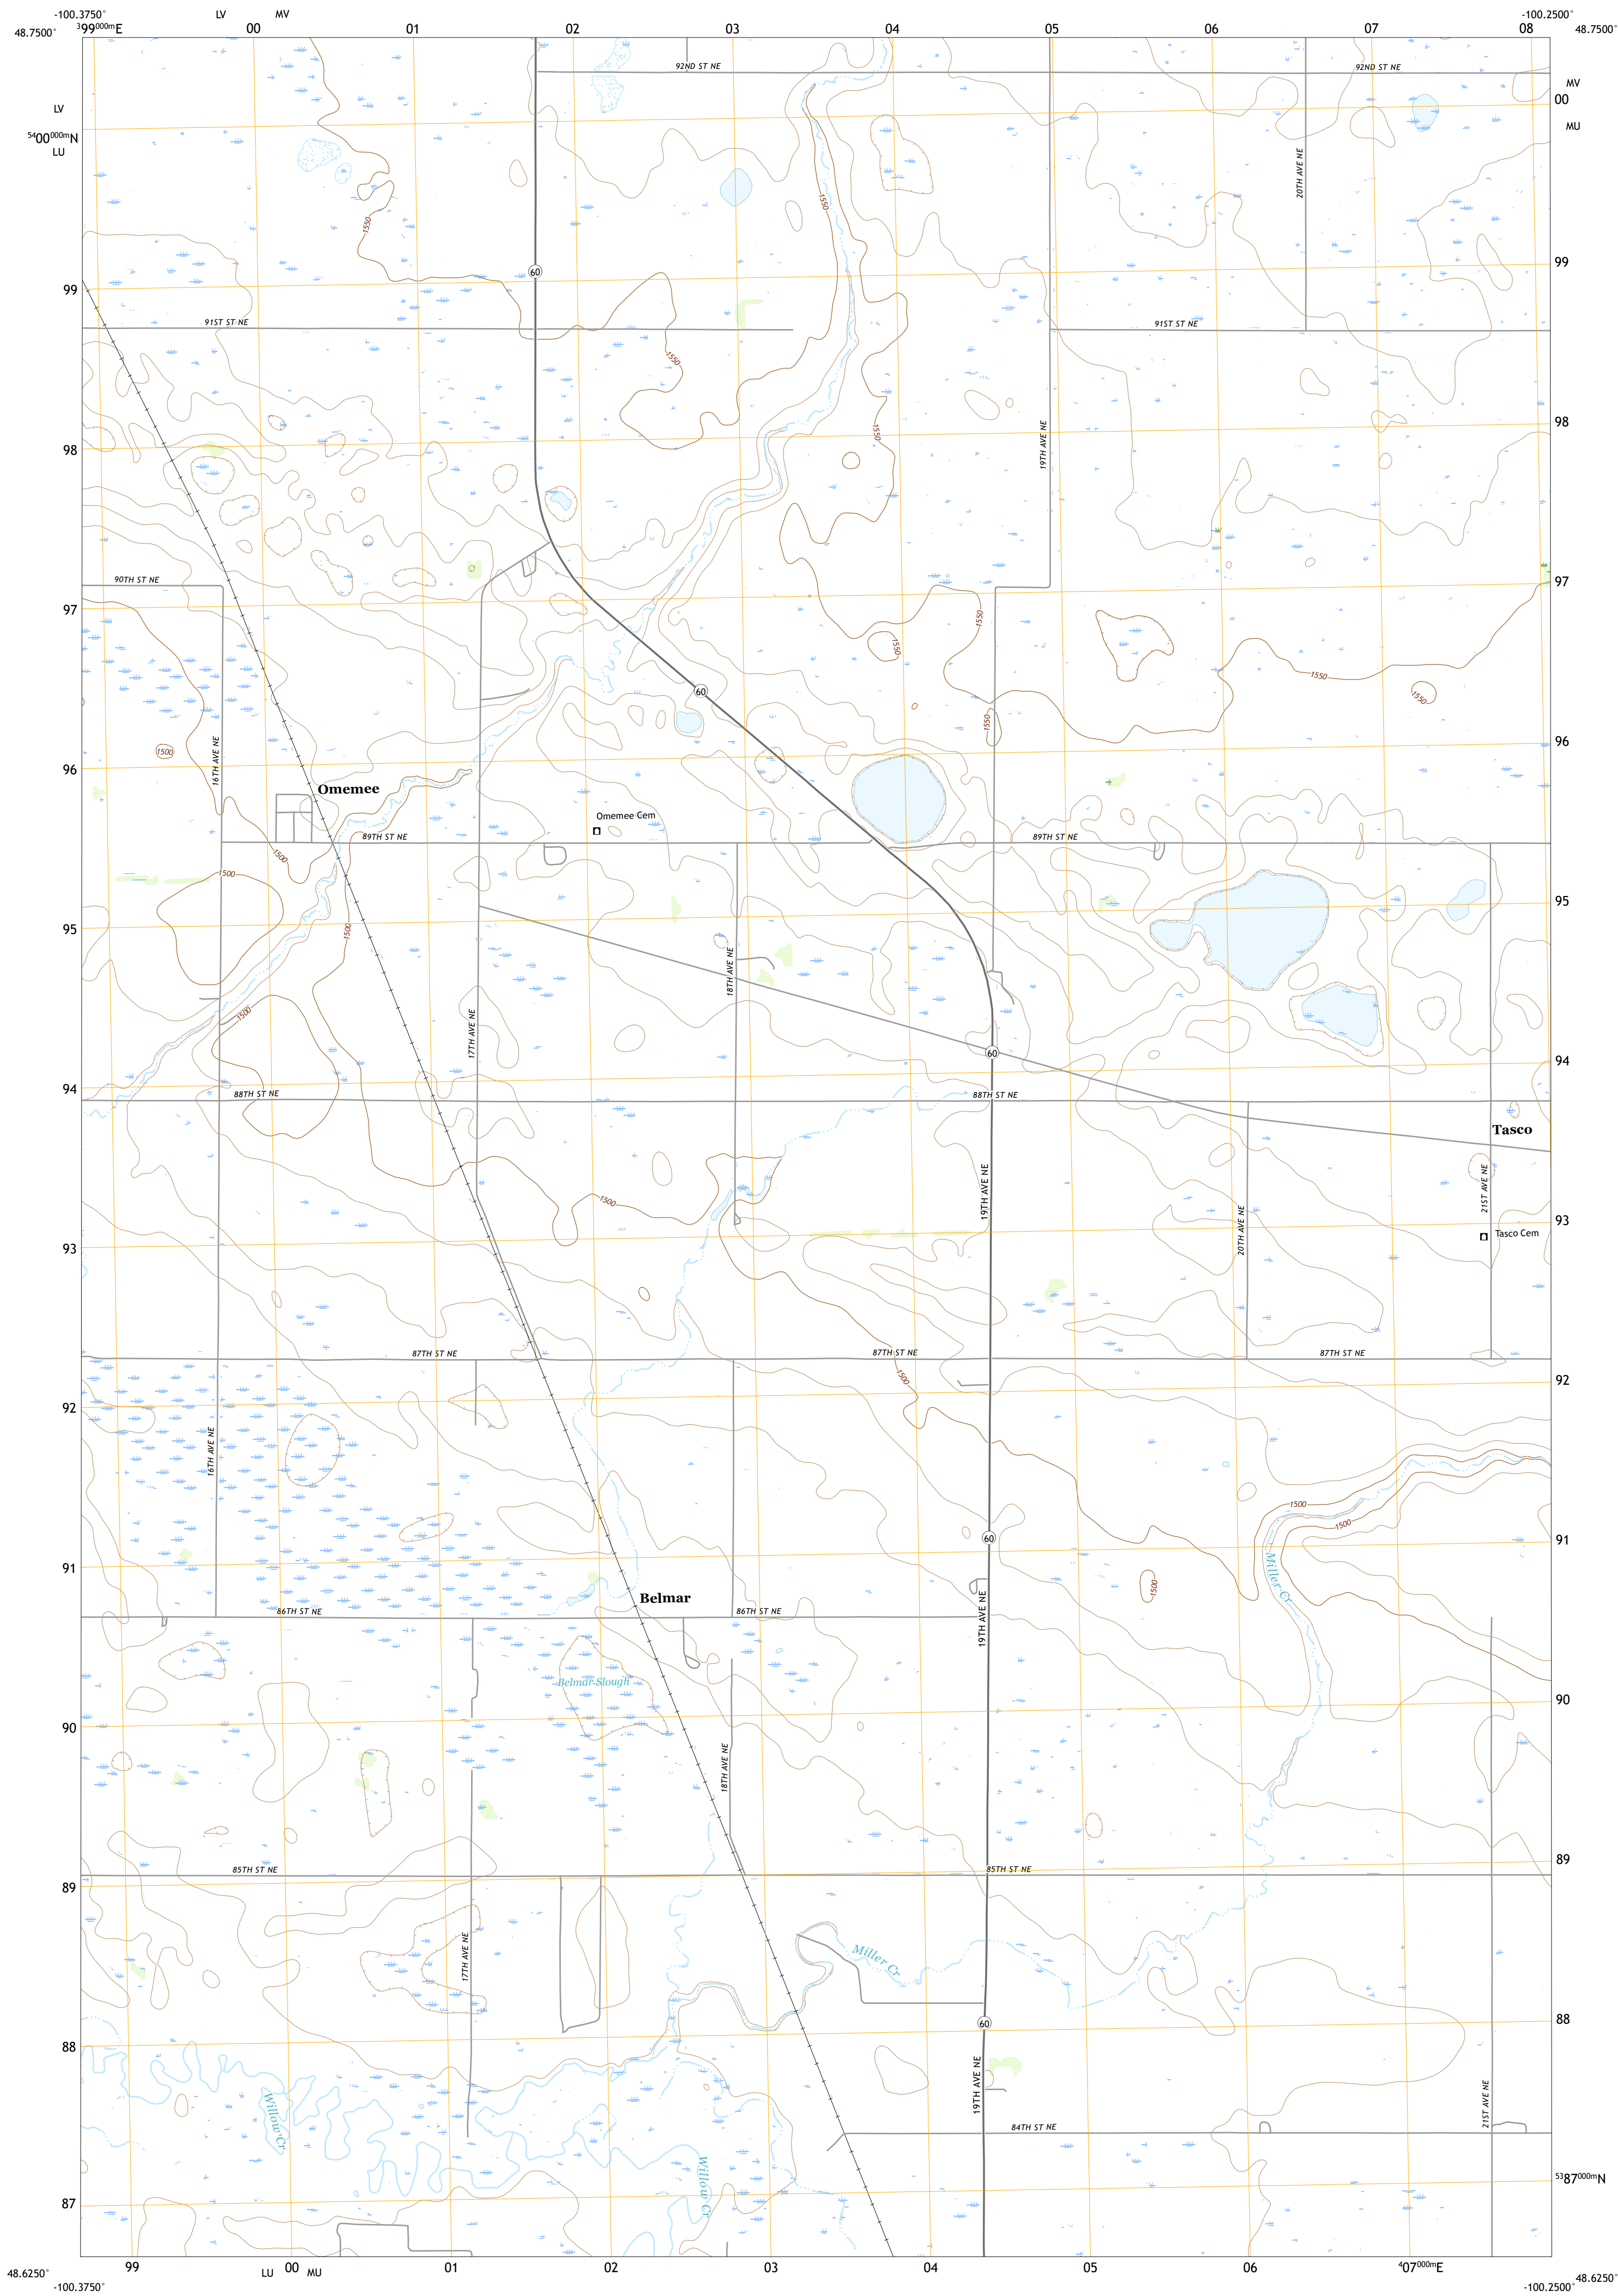 -100.3750° LV MV -100.2500°
48.7500° 399000mE 00 01 02 03 04 05 06 07 08 48.7500°
92ND ST NE 92ND ST NE
MV
LV 00
5400000mN MU
LU
20TH AVE NE
1550 1550
60
99 99
91ST ST NE 91ST ST NE
1550
98 98
1550 19TH AVE NE
90TH ST NE 97
97
1550 1550
1550
60 1550
1550
16TH AVE NE 1500 96
96
Omemee
Omemee Cem
89TH ST NE 89TH ST NE
1500
1500
95
95 1500
18TH AVE NE
1500 17TH AVE NE
60
94
94
88TH ST NE 88TH ST NE
Tasco
1500 19TH AVE NE 20TH AVE NE 21ST AVE NE
93
93 Tasco Cem
87TH ST NE 87TH ST NE 87TH ST NE
1500
92
92
16TH AVE NE
1500
1500
60 91
91 Miller Cr
1500
Belmar
86TH ST NE 86TH ST NE 19TH AVE NE
Belmar Slough
90
90
18TH AVE NE
89
85TH ST NE 85TH ST NE
89
17TH AVE NE Miller Cr
88
60
88
19TH AVE NE
Willow Cr 21ST AVE NE
84TH ST NE
Willow Cr
5387000mN
87
99 00 01 02 03 04 05 06 407000mE
48.6250° LU MU 48.6250°
-100.3750° -100.2500°